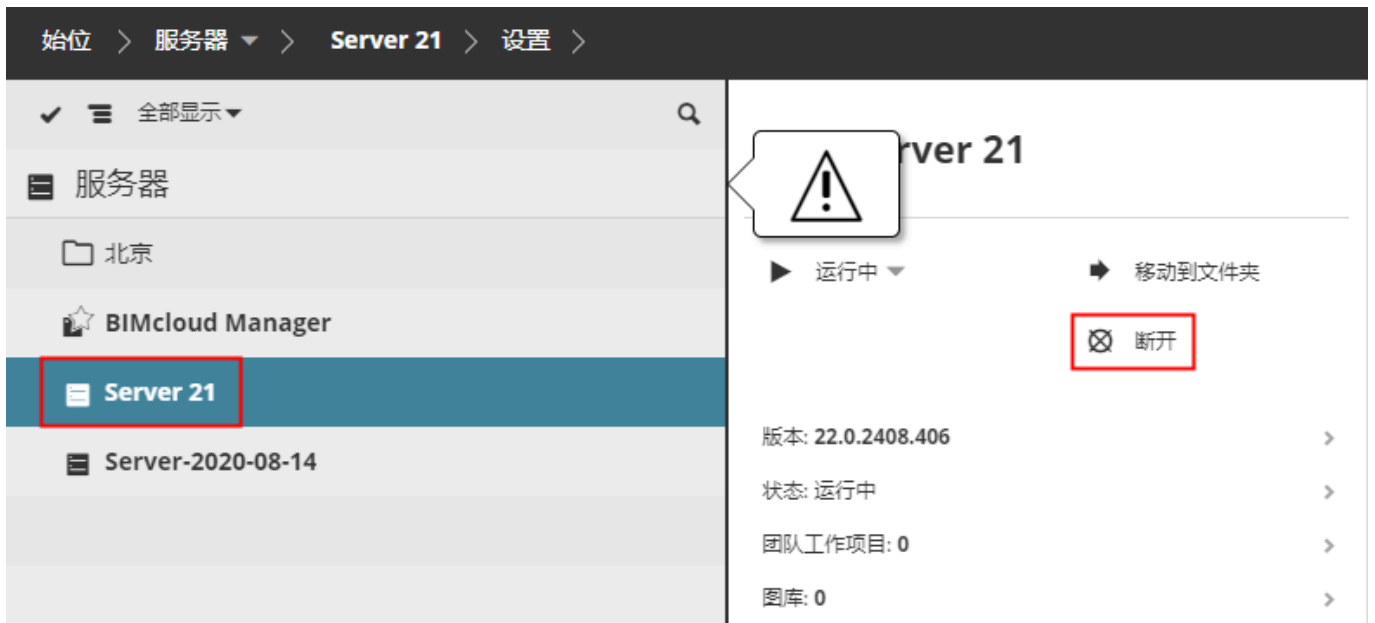 始位 > 服务器 > Server 21 > 设置 >
全部显示
服务器
北京
BIMcloud Manager
Server 21
Server-2020-08-14
rver 21
运行中
移动到文件夹
断开
版本: 22.0.2408.406
状态: 运行中
团队工作项目: 0
图库: 0